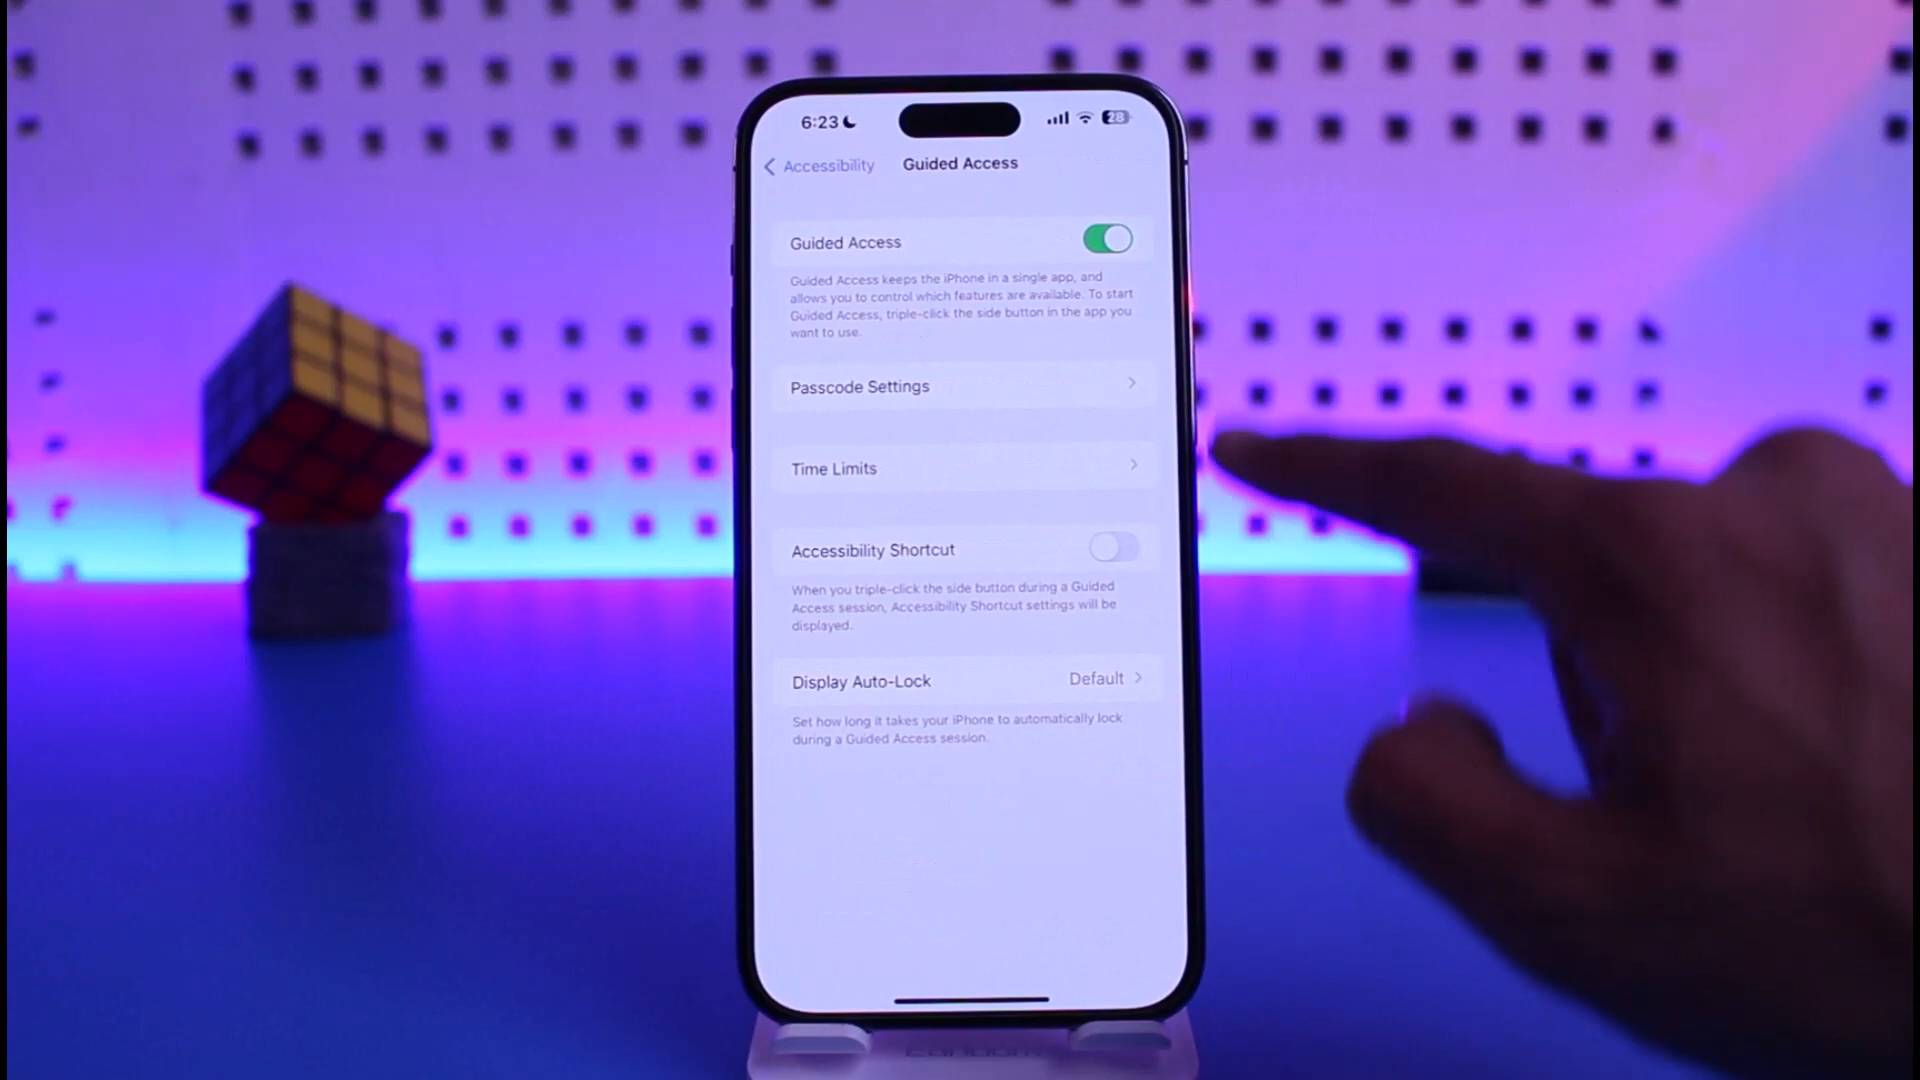 6:23
28
Accessibility
Guided Access
Guided Access
Guided Access keeps the iPhone in a single app, and
allows you to control which features are available. To start
Guided Access, triple-click the side button in the app you
want to use.
Passcode Settings
Time Limits
Accessibility Shortcut
When you triple-click the side button during a Guided
Access session, Accessibility Shortcut settings will be
displayed.
Display Auto-Lock
Default
Set how long it takes your iPhone to automatically lock
during a Guided Access session.